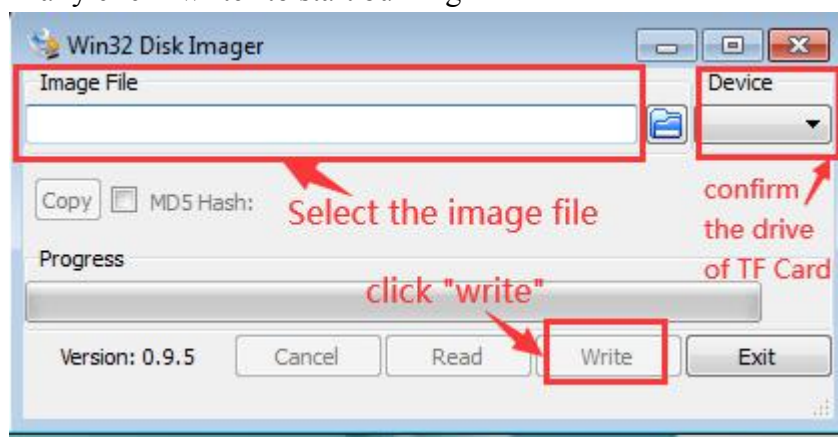 Win32 Disk Imager
Image File
Device
Copy
MD5 Hash:
Select the image file
confirm
the drive
of TF Card
Progress
click "write"
Version: 0.9.5
Cancel
Read
Write
Exit